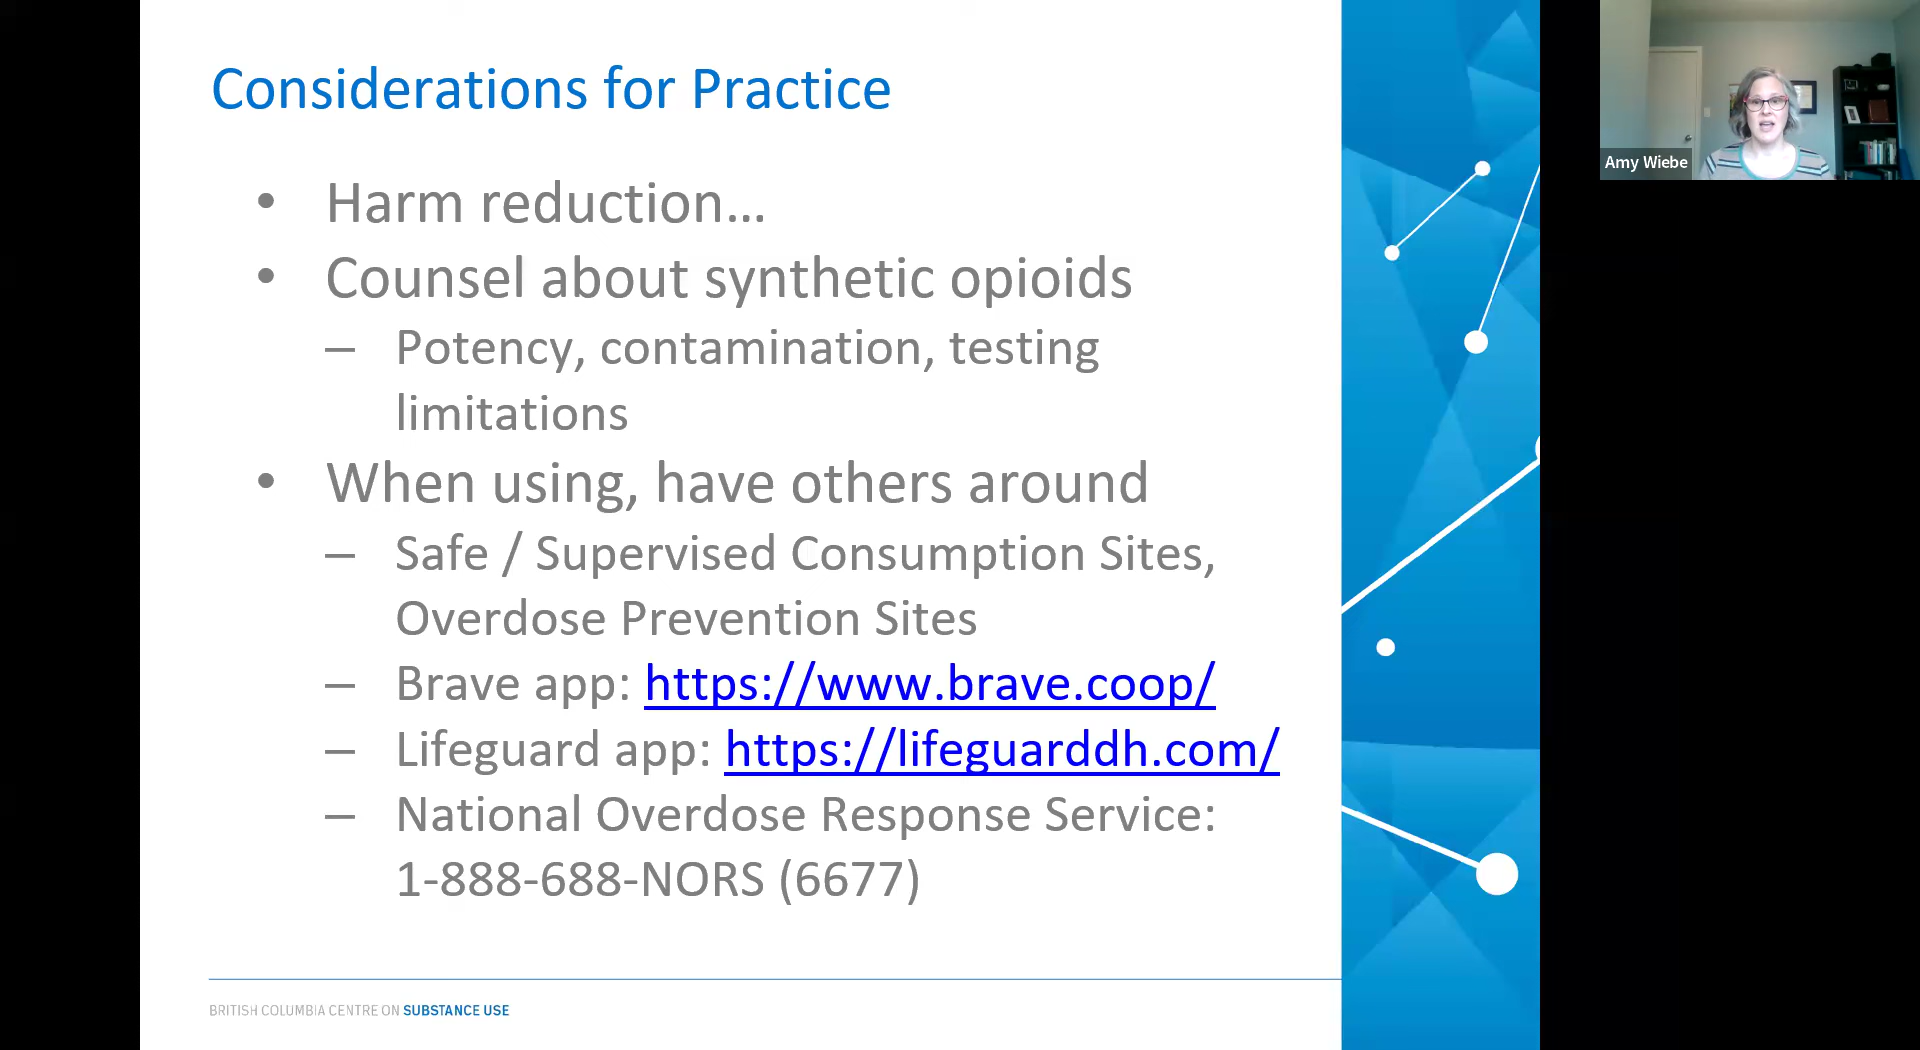 Considerations for Practice
• Harm reduction…
• Counsel about synthetic opioids
– Potency, contamination, testing
limitations
• When using, have others around
– Safe / Supervised Consumption Sites,
Overdose Prevention Sites
– Brave app: https://www.brave.coop/
– Lifeguard app: https://lifeguarddh.com/
– National Overdose Response Service:
1-888-688-NORS (6677)
BRITISH COLUMBIA CENTRE ON SUBSTANCE USE
Amy Wiebe